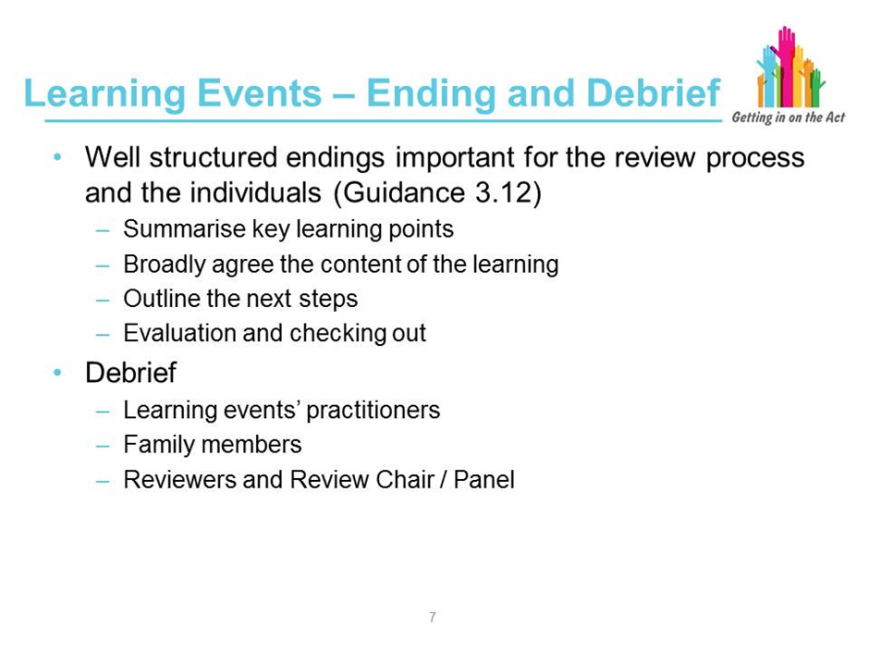 Getting in on the Act
Learning Events – Ending and Debrief
• Well structured endings important for the review process
and the individuals (Guidance 3.12)
– Summarise key learning points
– Broadly agree the content of the learning
– Outline the next steps
– Evaluation and checking out
• Debrief
– Learning events’ practitioners
– Family members
– Reviewers and Review Chair / Panel
7